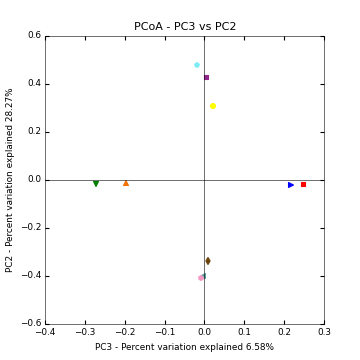 PCoA - PC3 vs PC2
0.6
0.4
0.2
0.0
−0.2
−0.4
−0.6
PC2 - Percent variation explained 28.27%
−0.4 −0.3 −0.2 −0.1 0.0 0.1 0.2 0.3
PC3 - Percent variation explained 6.58%